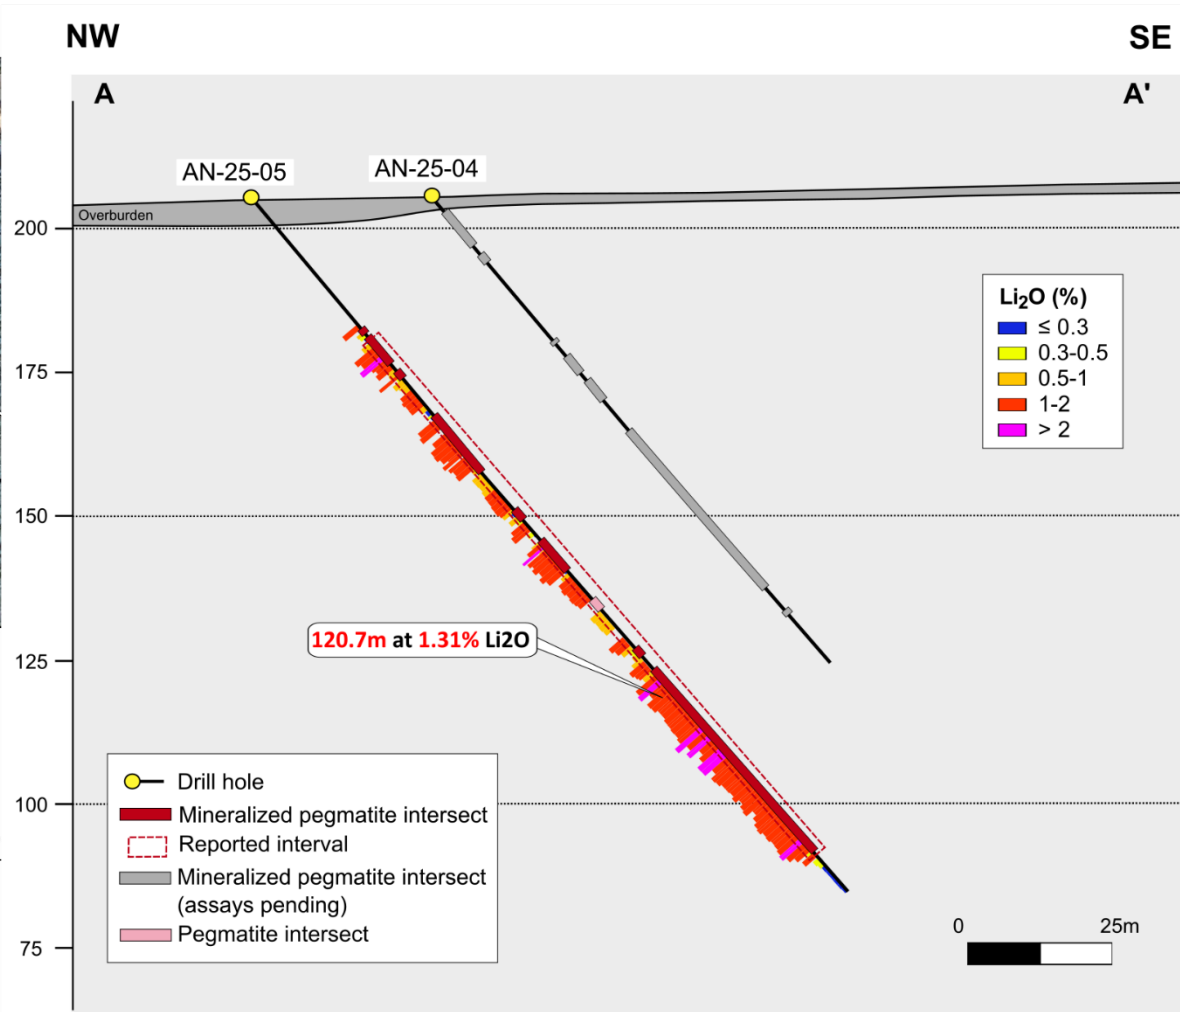 NW
SE
A
A'
AN-25-05
AN-25-04
Overburden
200
175
150
125
100
75
Li₂O (%)
≤ 0.3
0.3-0.5
0.5-1
1-2
> 2
120.7m at 1.31% Li2O
Drill hole
Mineralized pegmatite intersect
Reported interval
Mineralized pegmatite intersect
(assays pending)
Pegmatite intersect
0
25m